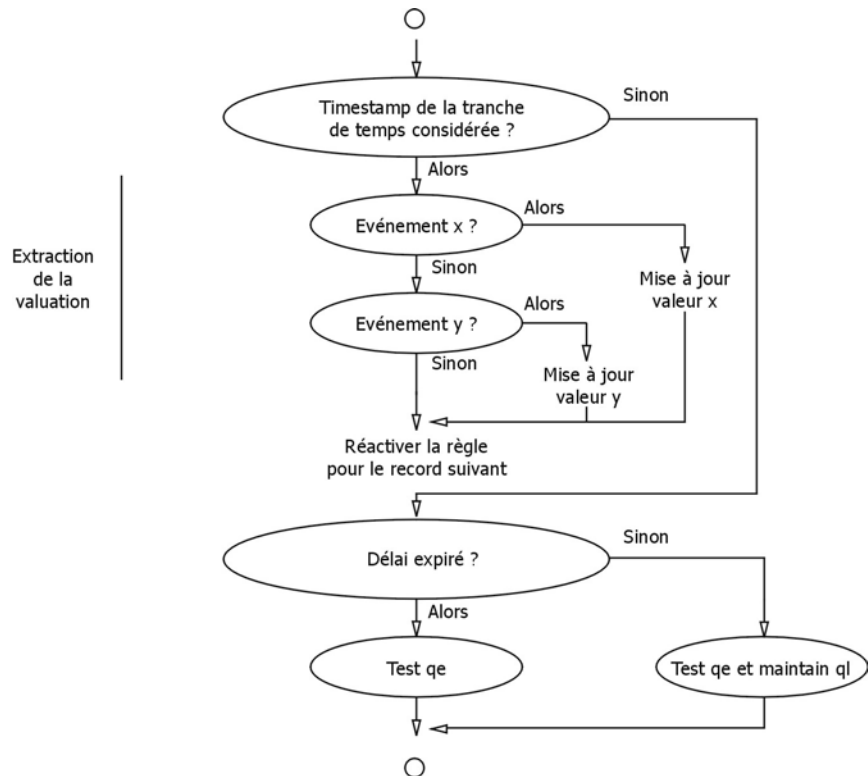 Sinon
Timestamp de la tranche
de temps considérée ?
Alors
Evénement x ?
Alors
Extraction
de la
valuation
Sinon
Mise à jour
valeur x
Evénement y ?
Alors
Sinon
Mise à jour
valeur y
Réactiver la règle
pour le record suivant
Délai expiré ?
Sinon
Alors
Test qe
Test qe et maintain ql